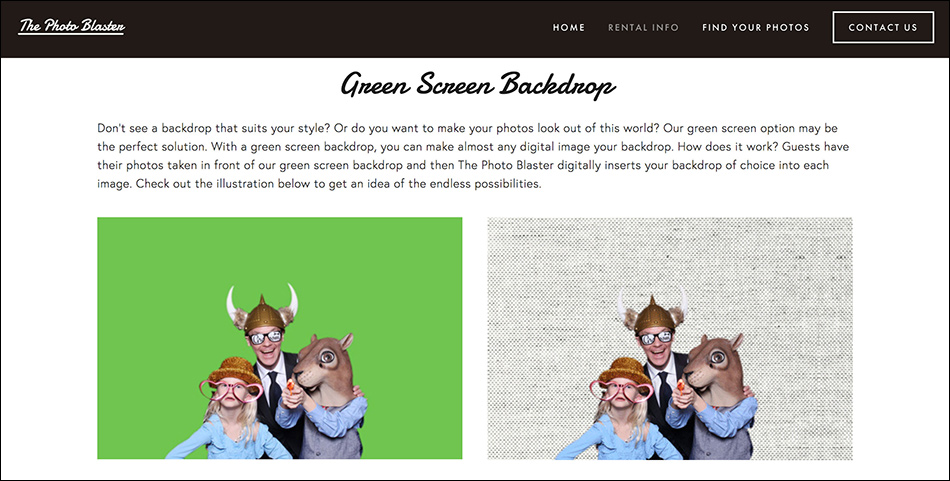 The Photo Blaster
HOME RENTAL INFO FIND YOUR PHOTOS CONTACT US
Green Screen Backdrop
Don't see a backdrop that suits your style? Or do you want to make your photos look out of this world? Our green screen option may be
the perfect solution. With a green screen backdrop, you can make almost any digital image your backdrop. How does it work? Guests have
their photos taken in front of our green screen backdrop and then The Photo Blaster digitally inserts your backdrop of choice into each
image. Check out the illustration below to get an idea of the endless possibilities.